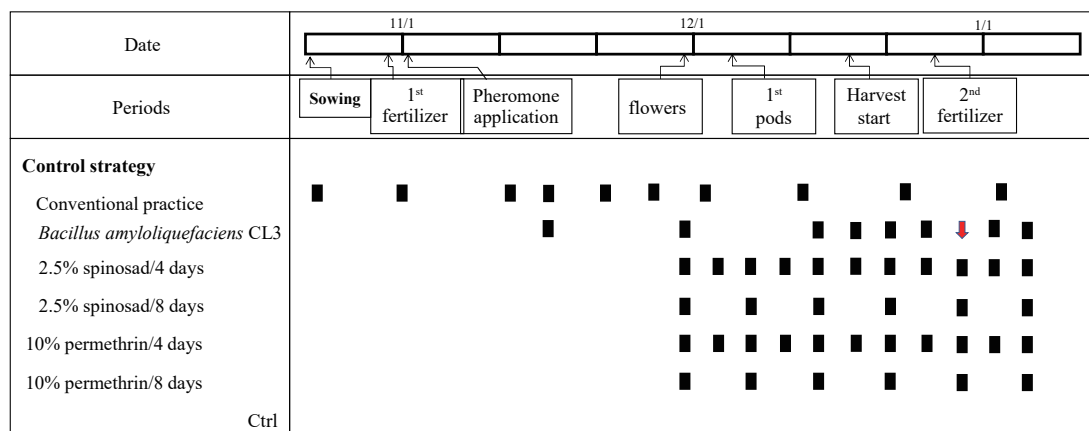 11/1 12/1 1/1
Date
Periods
Sowing
1st
fertilizer
Pheromone
application
flowers
1st
pods
Harvest
start
2nd
fertilizer
Control strategy
Conventional practice
Bacillus amyloliquefaciens CL3
2.5% spinosad/4 days
2.5% spinosad/8 days
10% permethrin/4 days
10% permethrin/8 days
Ctrl